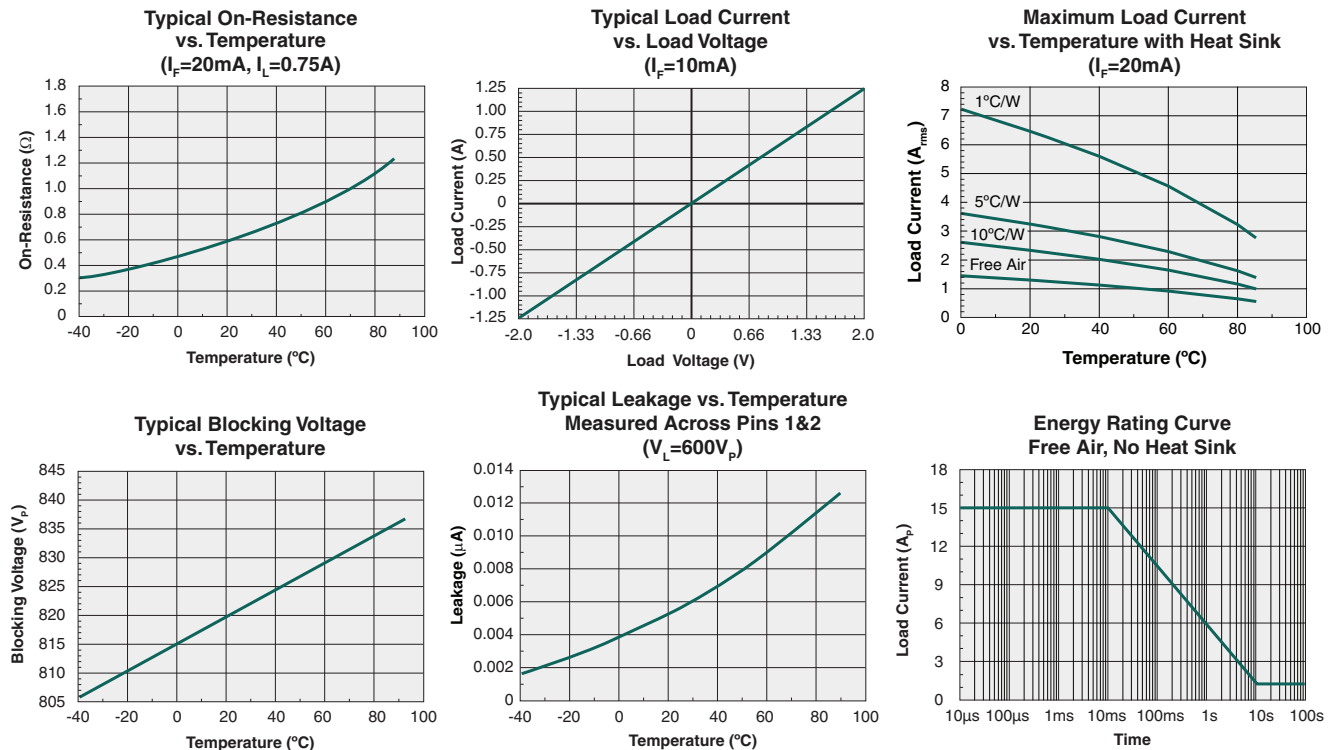 Typical On-Resistance
vs. Temperature
(IF=20mA, IL=0.75A)
1.8
1.6
1.4
1.2
1.0
0.8
0.6
0.4
0.2
0
On-Resistance (Ω)
-40 -20 0 20 40 60 80 100
Temperature (ºC)
Typical Load Current
vs. Load Voltage
(IF=10mA)
1.25
1.00
0.75
0.50
0.25
0
-0.25
-0.50
-0.75
-1.00
-1.25
Load Current (A)
-2.0 -1.33 -0.66 0 0.66 1.33 2.0
Load Voltage (V)
Maximum Load Current
vs. Temperature with Heat Sink
(IF=20mA)
8
7
6
5
4
3
2
1
0
Load Current (Arms)
1ºC/W
5ºC/W
10ºC/W
Free Air
0 20 40 60 80 100
Temperature (ºC)
Typical Blocking Voltage
vs. Temperature
845
840
835
830
825
820
815
810
805
Blocking Voltage (VP)
-40 -20 0 20 40 60 80 100
Temperature (ºC)
Typical Leakage vs. Temperature
Measured Across Pins 1&2
(VL=600VP)
0.014
0.012
0.010
0.008
0.006
0.004
0.002
0
Leakage (μA)
-40 -20 0 20 40 60 80 100
Temperature (ºC)
Energy Rating Curve
Free Air, No Heat Sink
18
15
12
9
6
3
0
Load Current (AP)
10μs 100μs 1ms 10ms 100ms 1s 10s 100s
Time